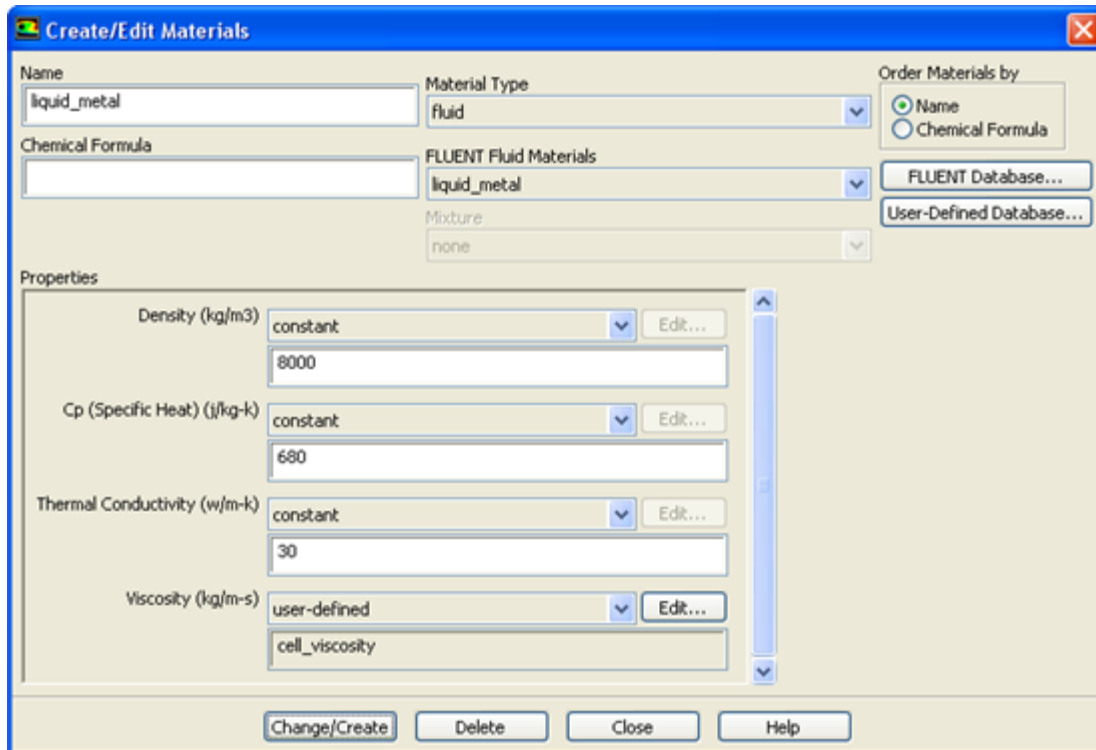 Create/Edit Materials
Name
liquid_metal
Chemical Formula
Material Type
fluid
FLUENT Fluid Materials
liquid_metal
Mixture
none
Order Materials by
Name
Chemical Formula
FLUENT Database...
User-Defined Database...
Properties
Density (kg/m3)
constant
Edit...
8000
Cp (Specific Heat) (j/kg-k)
constant
Edit...
680
Thermal Conductivity (w/m-k)
constant
Edit...
30
Viscosity (kg/m-s)
user-defined
Edit...
cell_viscosity
Change/Create
Delete
Close
Help